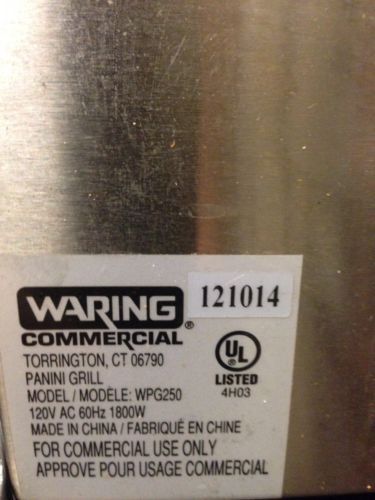 WARING
COMMERCIAL®
121014
TORRINGTON, CT 06790
PANINI GRILL
MODEL / MODÈLE: WPG250
120V AC 60Hz 1800W
MADE IN CHINA / FABRIQUÉ EN CHINE
FOR COMMERCIAL USE ONLY
APPROVE POUR USAGE COMMERCIAL
UL
LISTED
4H03